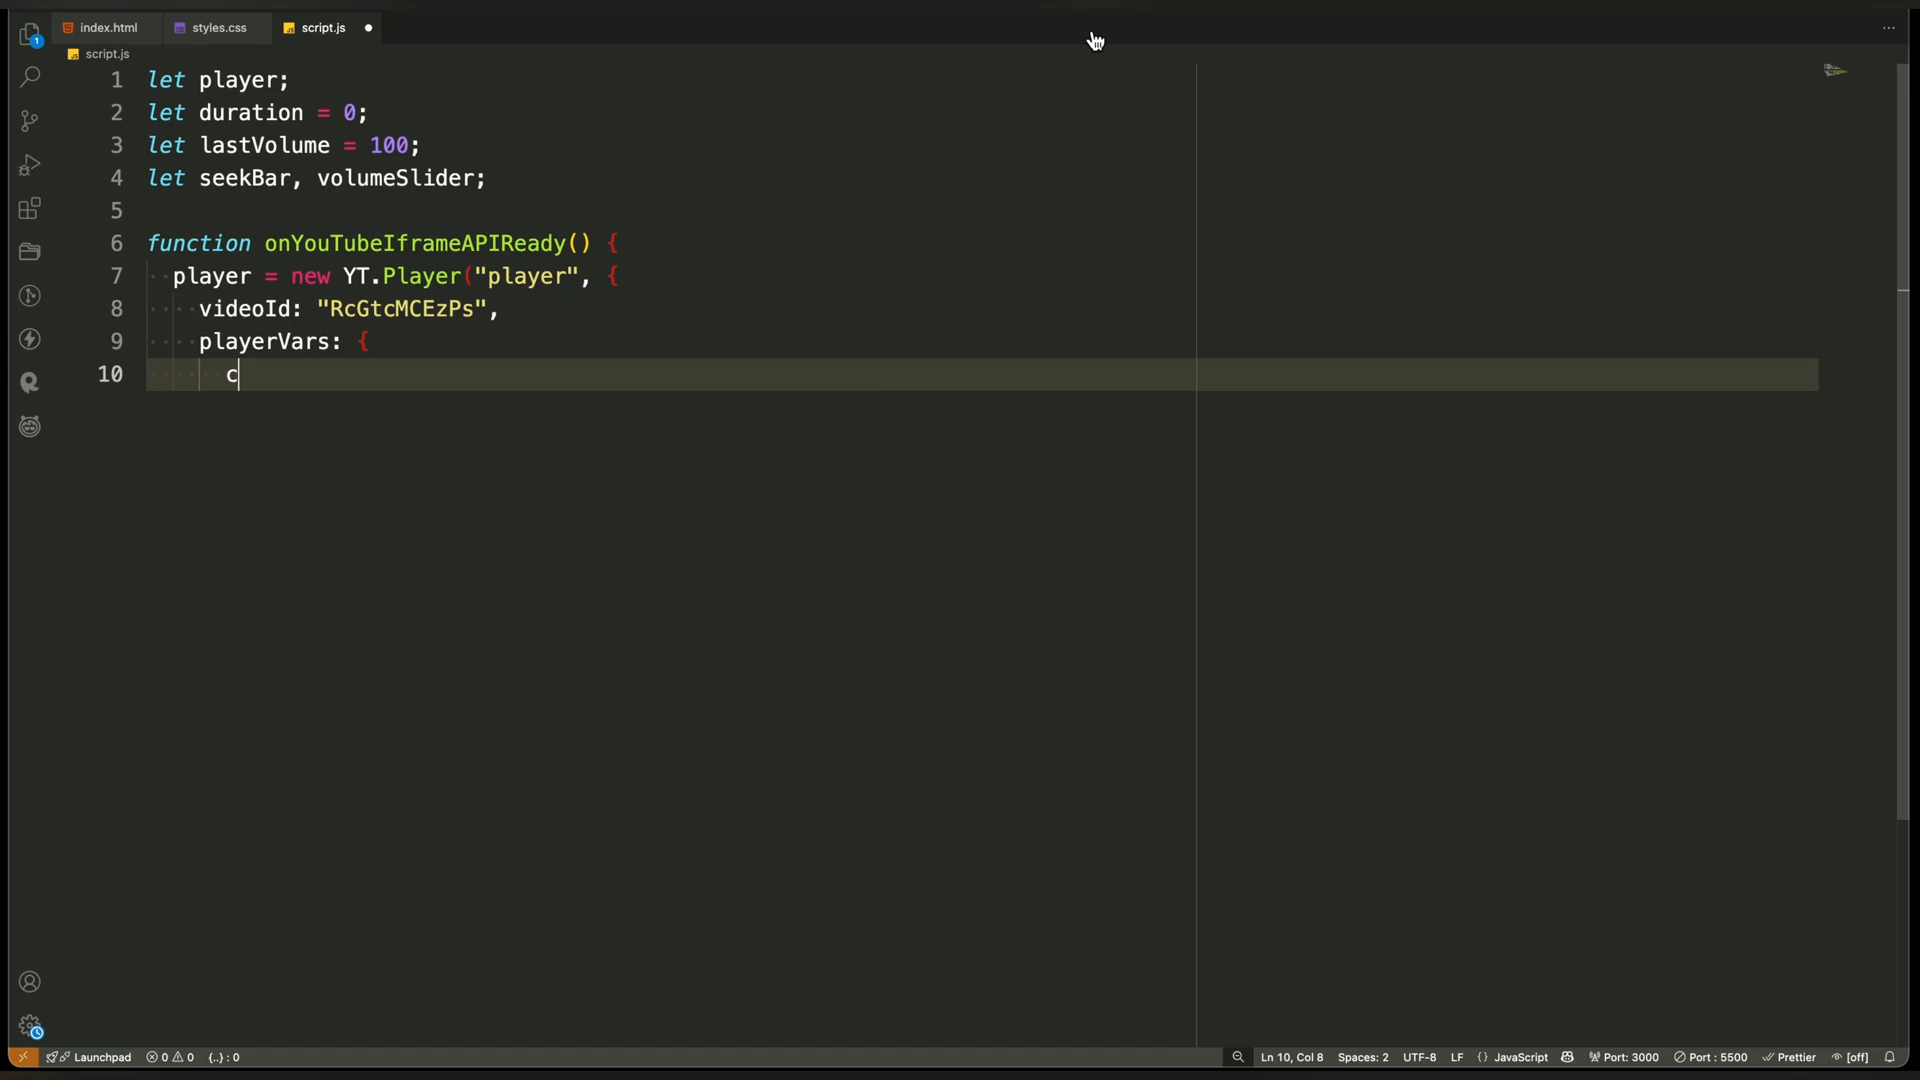 index.html
styles.css
script.js
script.js
1 let player;
2 let duration = 0;
3 let lastVolume = 100;
4 let seekBar, volumeSlider;
5
6 function onYouTubeIframeAPIReady() {
7 player = new YT.Player("player", {
8 videoId: "RcGtcMCEzPs",
9 playerVars: {
10 c
1
Launchpad 0 0 {..} : 0 Ln 10, Col 8 Spaces: 2 UTF-8 LF {} JavaScript Port: 3000 Port : 5500 Prettier [off]